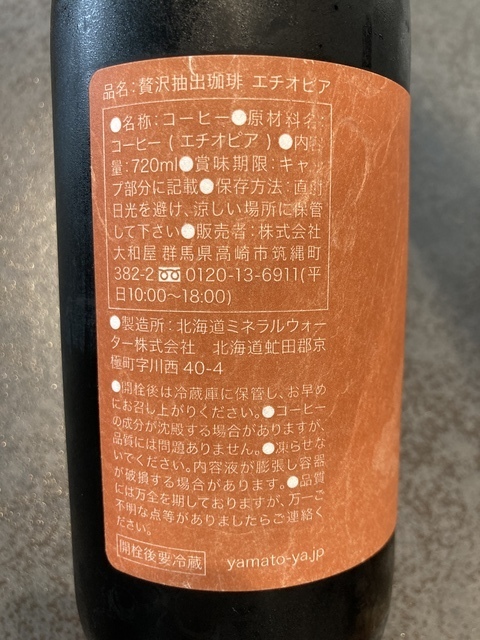 品名：贅沢抽出珈琲 エチオピア
●名称：コーヒー●原材料名：
コーヒー（エチオピア）●内容
量：720ml●賞味期限：キャッ
プ部分に記載●保存方法：直射
日光を避け、涼しい場所に保管
して下さい●販売者：株式会社
大和屋 群馬県高崎市筑縄町
382-2 0120-13-6911(平
日10:00〜18:00)
●製造所：北海道ミネラルウォー
ター株式会社 北海道虻田郡京
極町字川西 40-4
●開栓後は冷蔵庫に保管し、お早め
にお召し上がりください。●コーヒー
の成分が沈殿する場合がありますが、
品質には問題ありません。●凍らせな
いでください。内容液が膨張し容器
が破損する場合があります。●品質
には万全を期しておりますが、万一ご
不明な点等がありましたらご連絡く
ださい。
開栓後要冷蔵
yamato-ya.jp